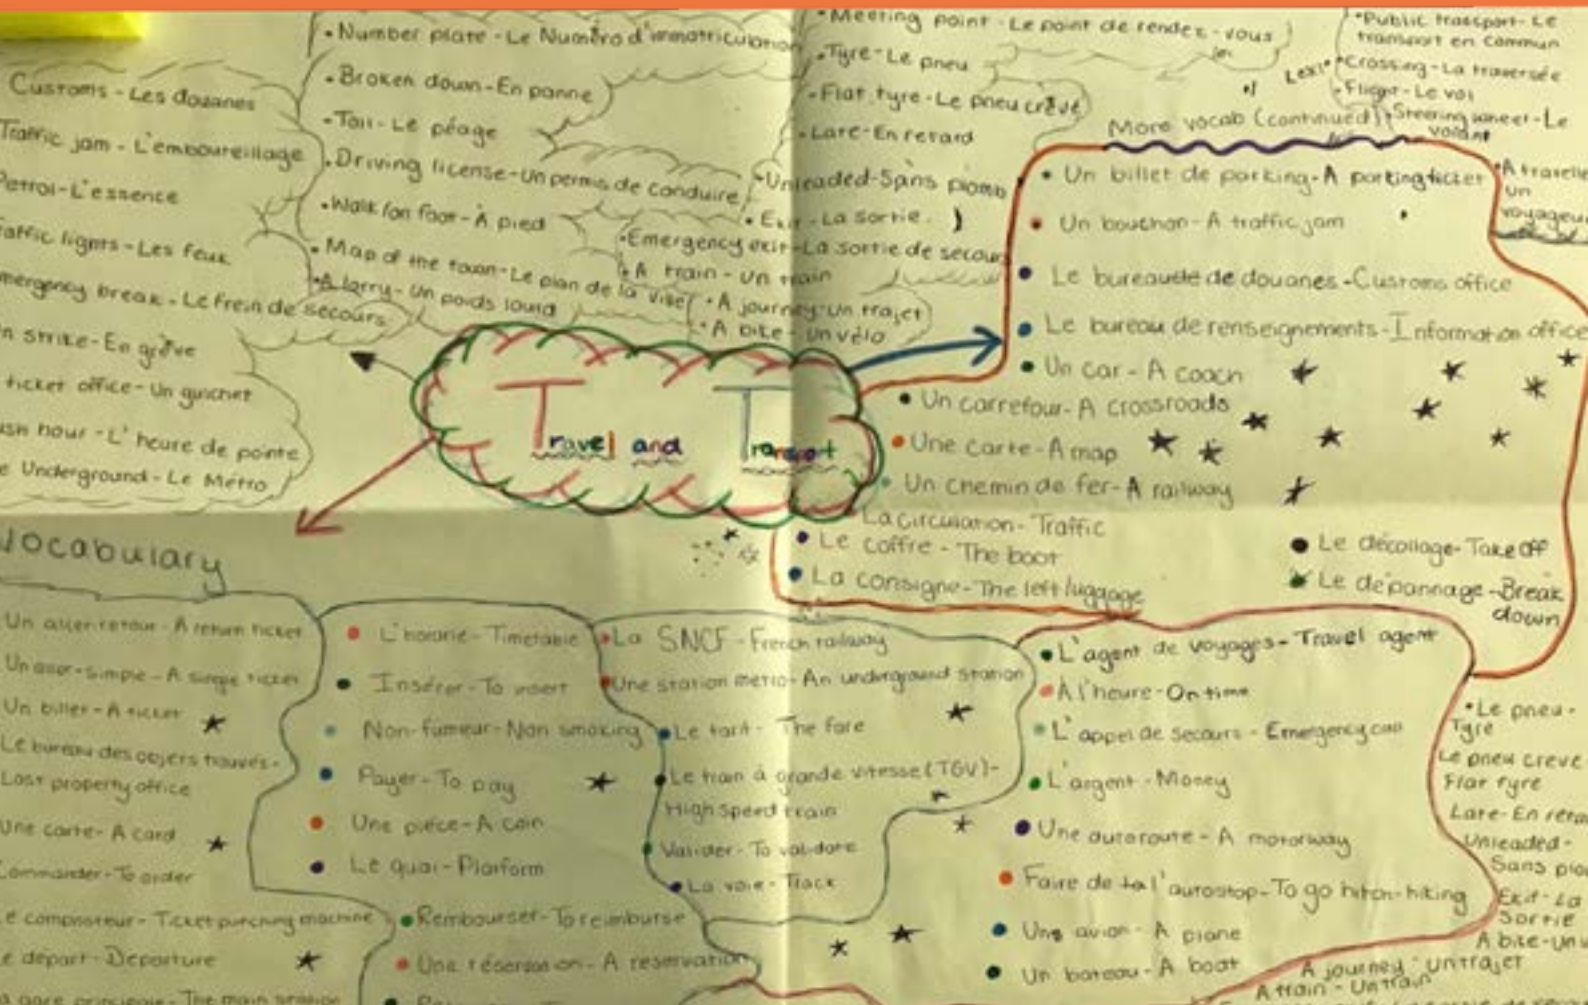 Customs - Les douanes
Traffic jam - L'emboureillage
Petrol - L'essence
Traffic lights - Les feux
Emergency break - Le frein de secours
On strike - En grève
ticket office - Un guichet
Rush hour - L'heure de pointe
The Underground - Le Métro
• Number plate - Le Numéro d'immatriculation
• Broken down - En panne
• Toll - Le péage
• Driving license - Un permis de conduire
• Walk/on foot - À pied
• Map of the town - Le plan de la ville
• A lorry - Un poids lourd
• Meeting point - Le point de rendez-vous
• Tyre - Le pneu
• Flat tyre - Le pneu crêvé
• Late - En retard
• Unleaded - Sans plomb
• Exit - La sortie
• Emergency exit - La sortie de secours
• A train - Un train
• A journey - Un trajet
• A bike - Un vélo
• Public transport - Le
transport en commun
• Crossing - La traversée
• Flight - Le vol
• Steering wheel - Le
volant
• A traveller
Un
voyageur
Travel and Transport
More vocab (continued)
• Un billet de parking - A parking ticket
• Un bouchon - A traffic jam
• Le bureau de douanes - Customs office
• Le bureau de renseignements - Information office
• Un car - A coach
• Un carrefour - A crossroads
• Une carte - A map
• Un chemin de fer - A railway
La circulation - Traffic
• Le coffre - The boot
• La consigne - The left luggage
• Le décollage - Take off
• Le dépannage - Break
down
Vocabulary
Un aller-retour - A return ticket
Un aller-simple - A single ticket
Un billet - A ticket
Le bureau des objets trouvés -
Lost property office
Une carte - A card
Commander - To order
Le composteur - Ticket punching machine
Le départ - Departure
La gare principale - The main station
• L'horarie - Timetable
• Insérer - To insert
• Non-fumeur - Non smoking
• Payer - To pay
• Une pièce - A coin
• Le quai - Platform
• Rembourser - To reimburse
• Une réservation - A reservation
• La SNCF - French railway
• Une station métro - An underground station
• Le tarif - The fare
• Le train à grande vitesse (TGV) -
High speed train
• Valider - To validate
• La voie - Track
• L'agent de voyages - Travel agent
• À l'heure - On time
• L'appel de secours - Emergency call
• L'argent - Money
• Une autoroute - A motorway
• Faire de l'autostop - To go hitch-hiking
• Une avion - A plane
• Un bateau - A boat
• Le pneu -
Tyre
Le pneu crevé -
Flat tyre
Late - En retard
Unleaded -
Sans plomb
Exit - La
Sortie
A bike - Un
A journey - Un trajet
A train - Un train